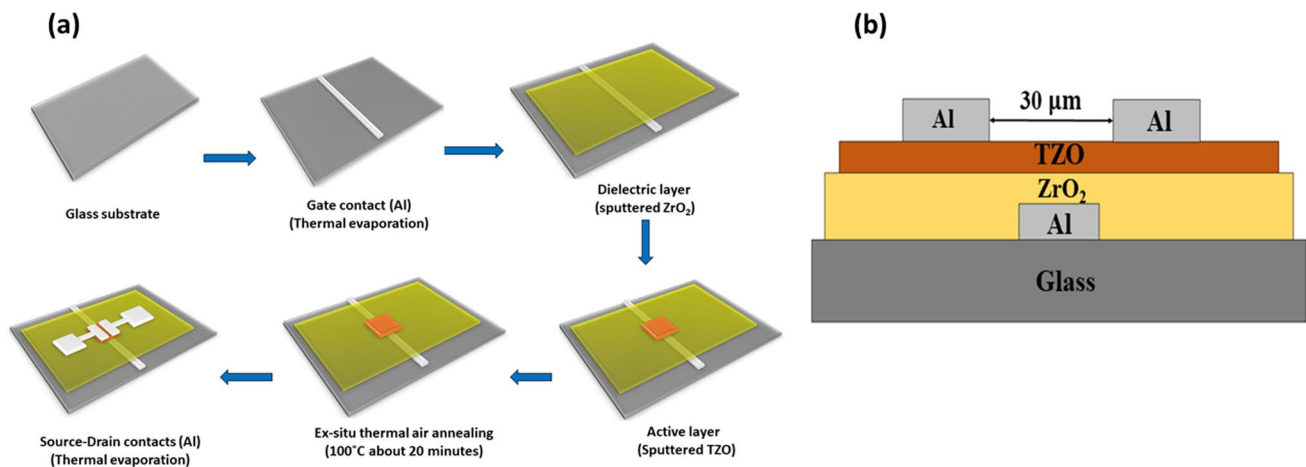 (a)
Glass substrate
Gate contact (Al)
(Thermal evaporation)
Dielectric layer
(sputtered ZrO₂)
Active layer
(Sputtered TZO)
Ex-situ thermal air annealing
(100˚C about 20 minutes)
Source-Drain contacts (Al)
(Thermal evaporation)
(b)
30 μm
Al
Al
TZO
ZrO₂
Al
Glass